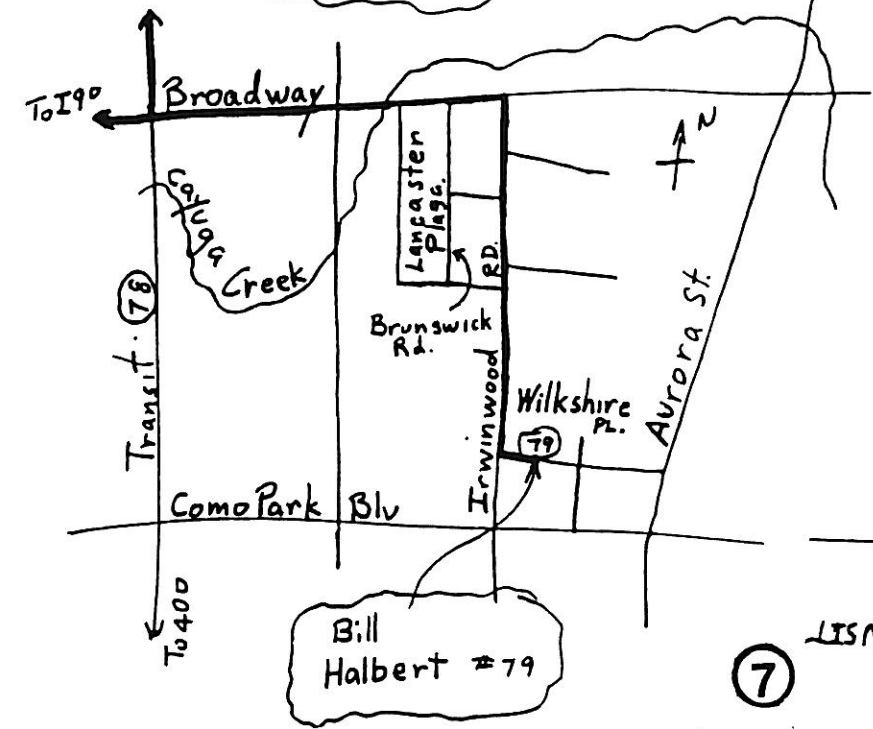 To I90
Broadway
N
Cayuga
Creek
Lancaster
Plaza.
RD.
Brunswick
Rd.
Transit
78
Irwinwood
Wilkshire
PL.
79
Aurora St.
Como Park Blv
To 400
Bill
Halbert #79
7